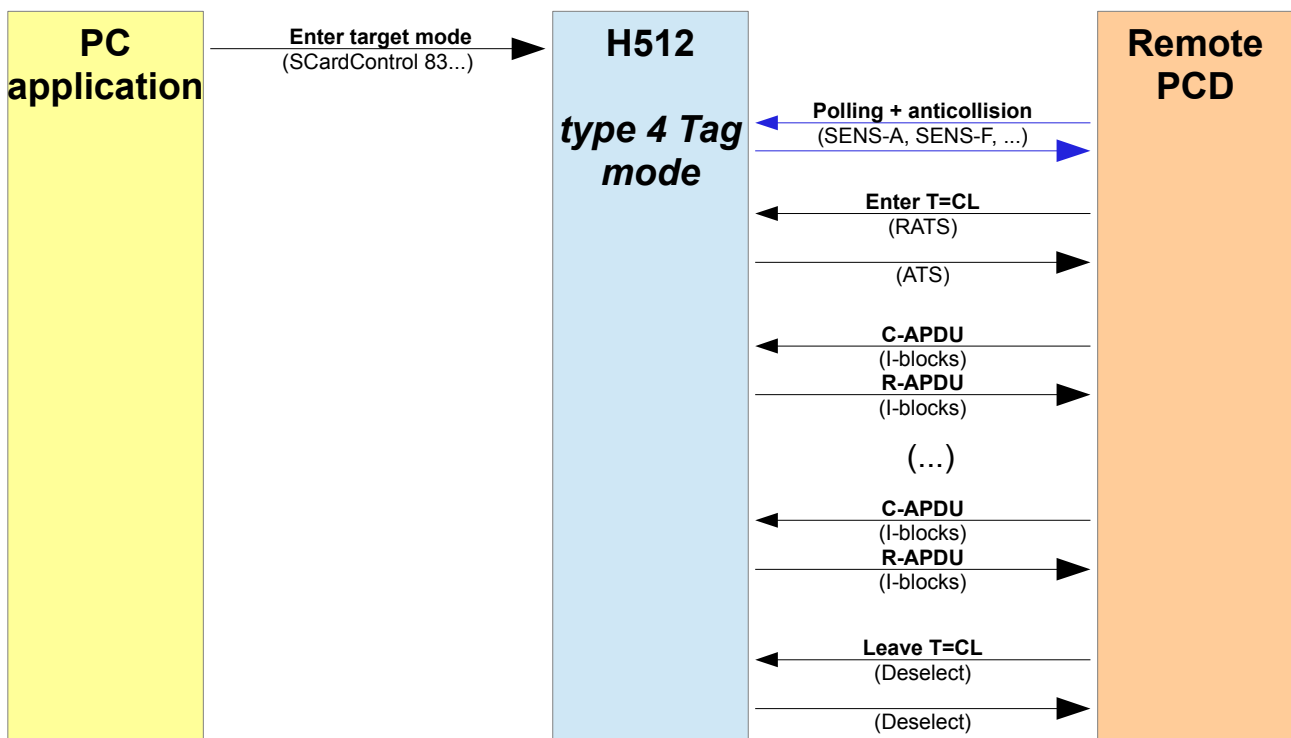 PC
application
Enter target mode
(SCardControl 83...)
H512
type 4 Tag
mode
Remote
PCD
Polling + anticollision
(SENS-A, SENS-F, ...)
Enter T=CL
(RATS)
(ATS)
C-APDU
(I-blocks)
R-APDU
(I-blocks)
(...)
C-APDU
(I-blocks)
R-APDU
(I-blocks)
Leave T=CL
(Deselect)
(Deselect)